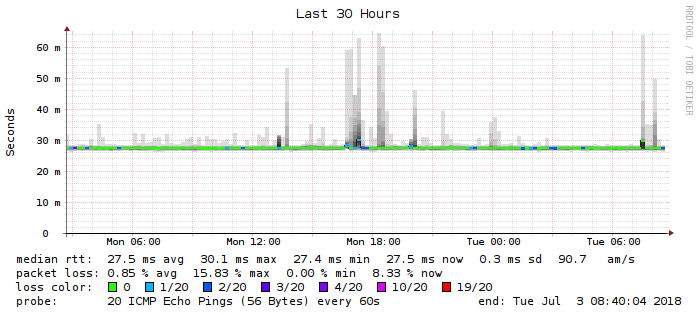 Last 30 Hours
RRDTOOL / TOBI OETIKER
Seconds
60 m
50 m
40 m
30 m
20 m
10 m
0
Mon 06:00 Mon 12:00 Mon 18:00 Tue 00:00 Tue 06:00
median rtt: 27.5 ms avg 30.1 ms max 27.4 ms min 27.5 ms now 0.3 ms sd 90.7 am/s
packet loss: 0.85 % avg 15.83 % max 0.00 % min 8.33 % now
loss color: 0 1/20 2/20 3/20 4/20 10/20 19/20
probe: 20 ICMP Echo Pings (56 Bytes) every 60s end: Tue Jul 3 08:40:04 2018